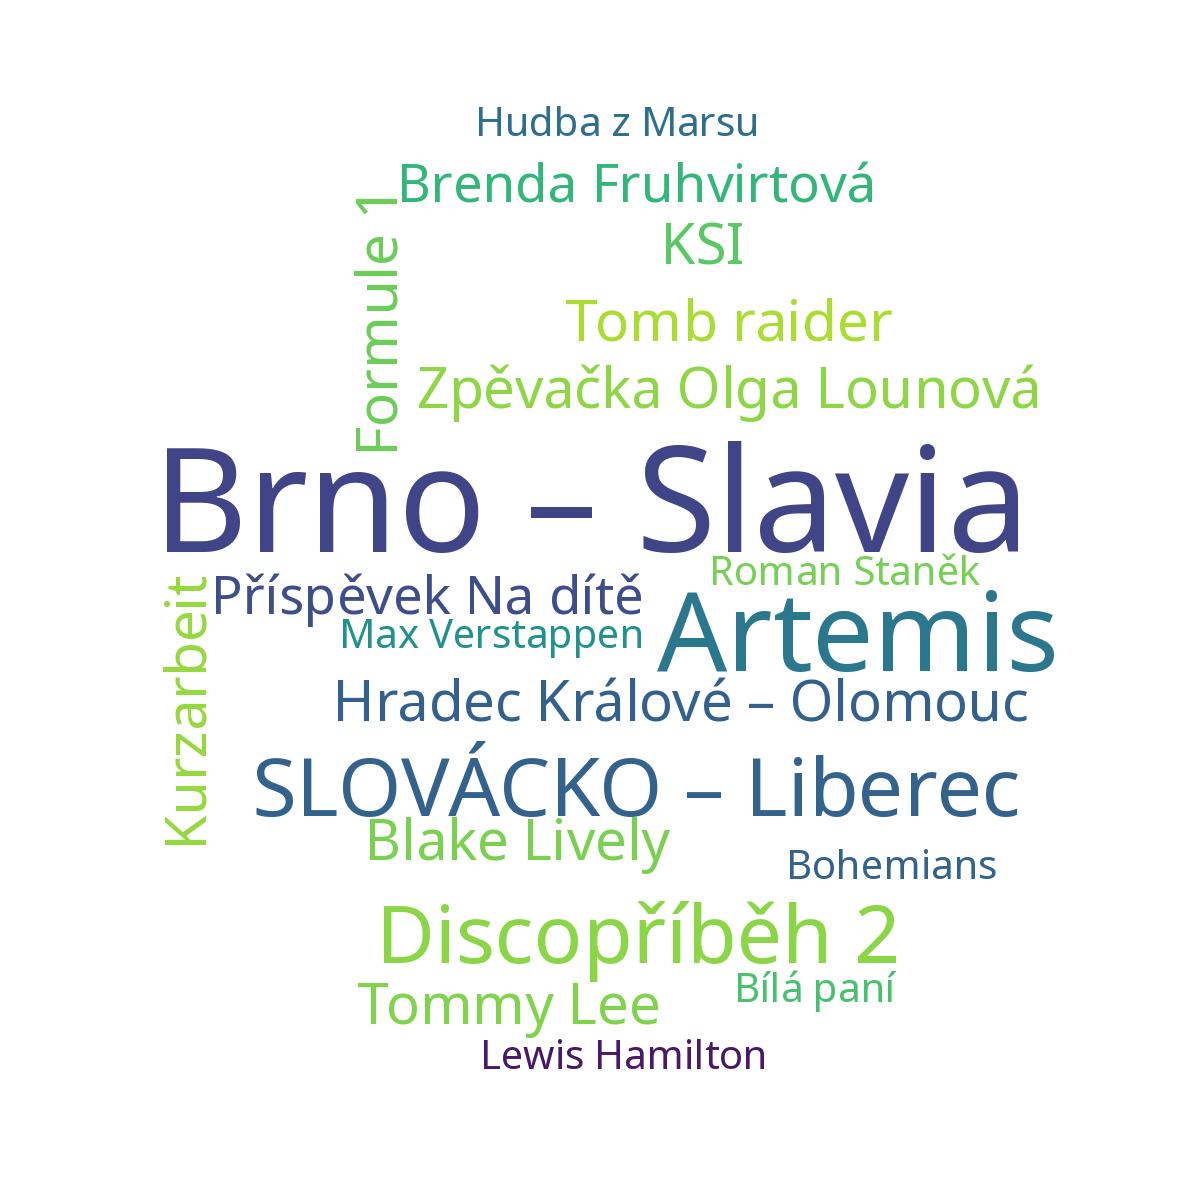 Hudba z Marsu
Brenda Fruhvirtová
Formule 1
KSI
Tomb raider
Zpěvačka Olga Lounová
Brno – Slavia
Roman Staněk
Příspěvek Na dítě
Kurzarbeit
Artemis
Max Verstappen
Hradec Králové – Olomouc
SLOVÁCKO – Liberec
Blake Lively
Bohemians
Discopříběh 2
Bílá paní
Tommy Lee
Lewis Hamilton